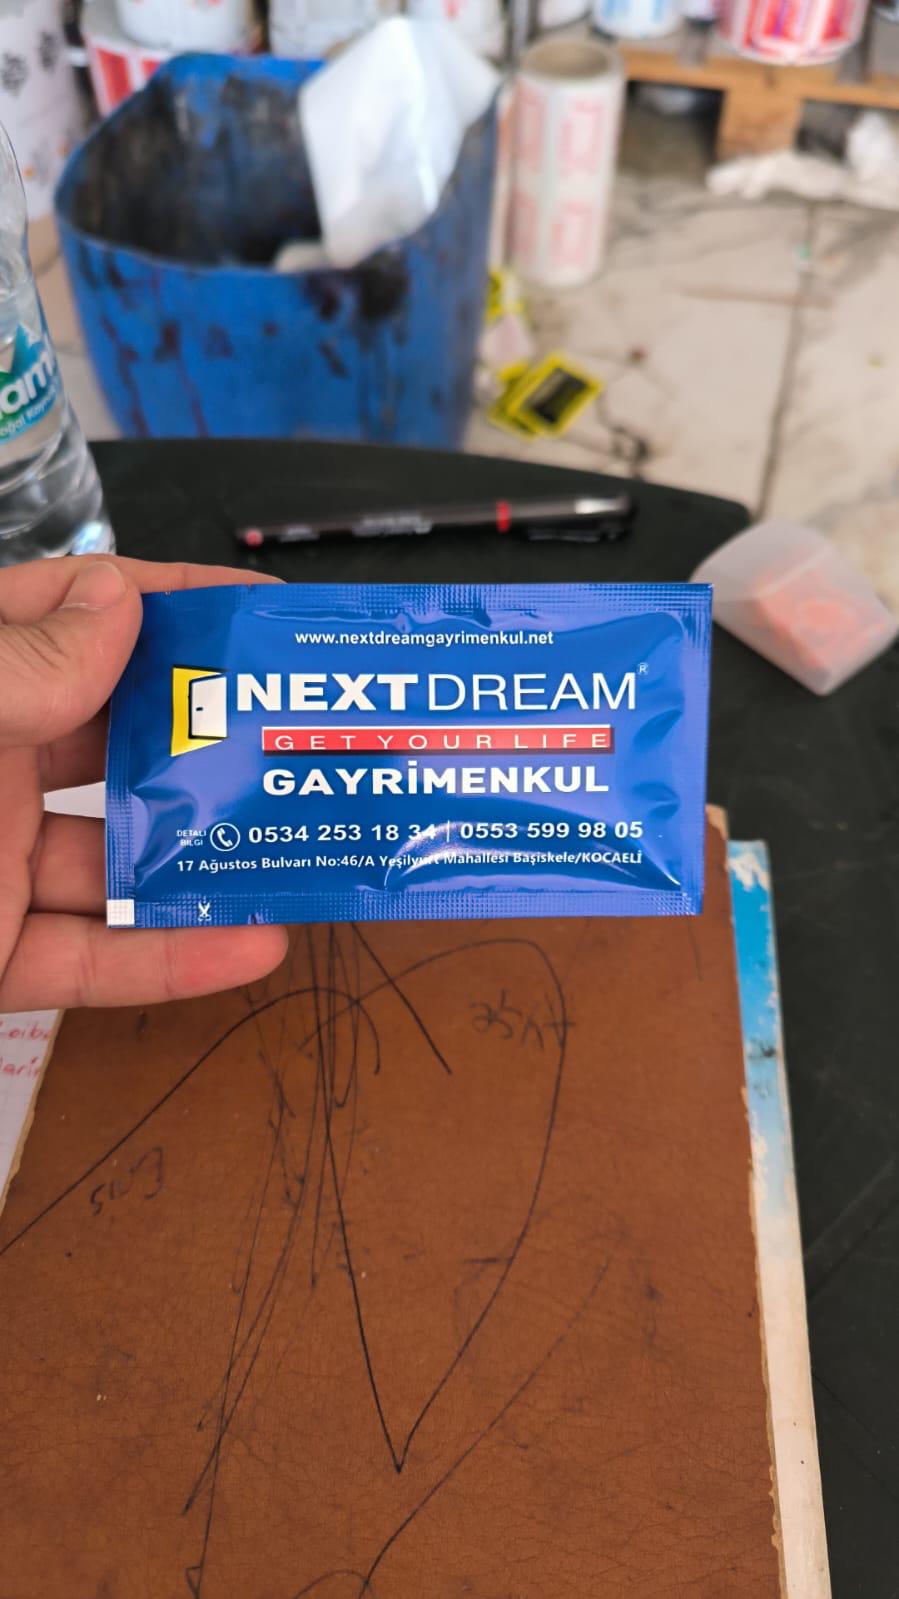 www.nextdreamgayrimenkul.net
NEXTDREAM®
GET YOUR LIFE
GAYRİMENKUL
DETALI BİLGİ
0534 253 18 34 | 0553 599 98 05
17 Ağustos Bulvarı No:46/A Yeşilyurt Mahallesi Başiskele/KOCAELİ